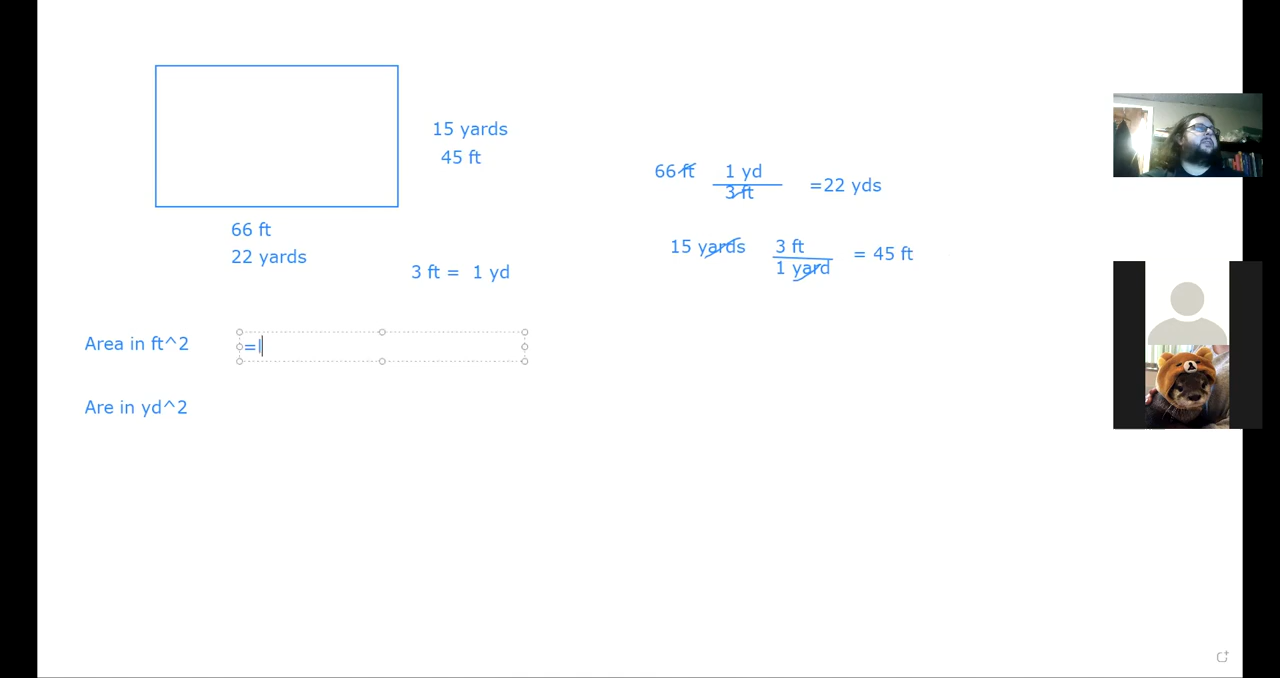 15 yards
45 ft
66 ft
22 yards
3 ft = 1 yd
66 ft 1 yd
3 ft
=22 yds
15 yards 3 ft
1 yard
= 45 ft
Area in ft^2 =l
Are in yd^2